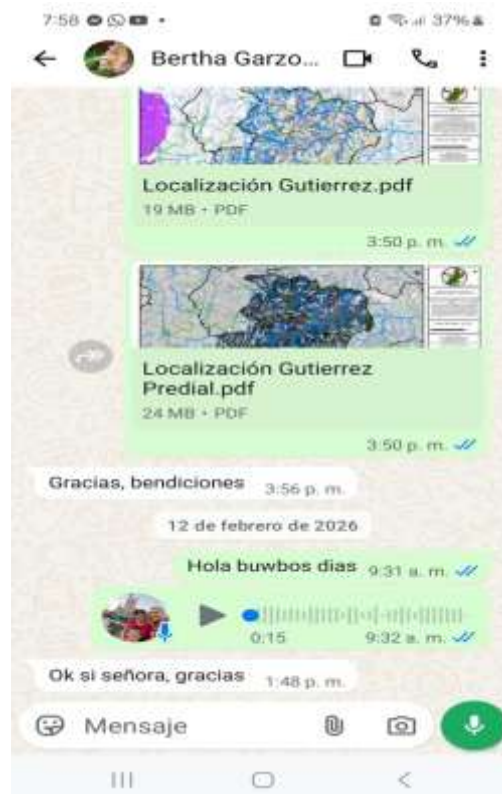 7:58
37%
Bertha Garzo...
Localización Gutierrez.pdf
19 MB • PDF
3:50 p. m.
Localización Gutierrez
Predial.pdf
24 MB • PDF
3:50 p. m.
Gracias, bendiciones 3:56 p. m.
12 de febrero de 2026
Hola buwbos dias 9:31 a. m.
0:15 9:32 a. m.
Ok si señora, gracias 1:48 p. m.
Mensaje